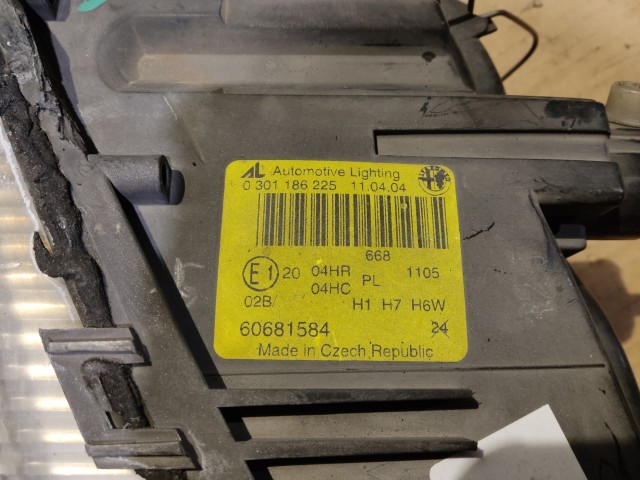 AL Automotive Lighting
0 301 186 225 11.04.04
668
E1 20 04HR PL 1105
04HC
02B/ H1 H7 H6W
60681584 24
Made in Czech Republic